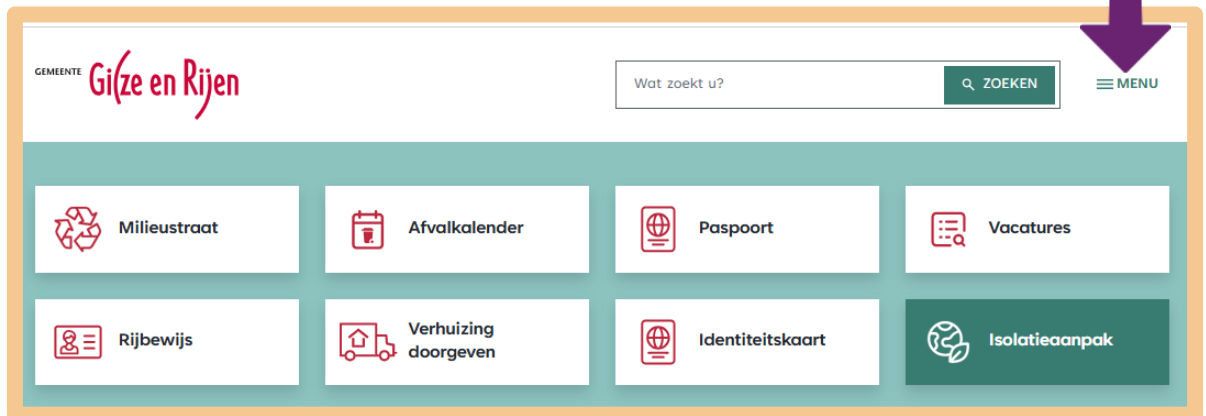 GEMEENTE Gilze en Rijen
Wat zoekt u?
ZOEKEN
MENU
Milieustraat
Afvalkalender
Paspoort
Vacatures
Rijbewijs
Verhuizing
doorgeven
Identiteitskaart
Isolatieaanpak